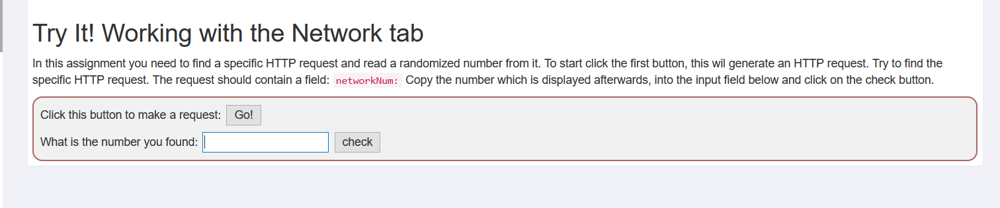 Try It! Working with the Network tab
In this assignment you need to find a specific HTTP request and read a randomized number from it. To start click the first button, this wil generate an HTTP request. Try to find the
specific HTTP request. The request should contain a field: networkNum: Copy the number which is displayed afterwards, into the input field below and click on the check button.
Click this button to make a request: Go!
What is the number you found: check